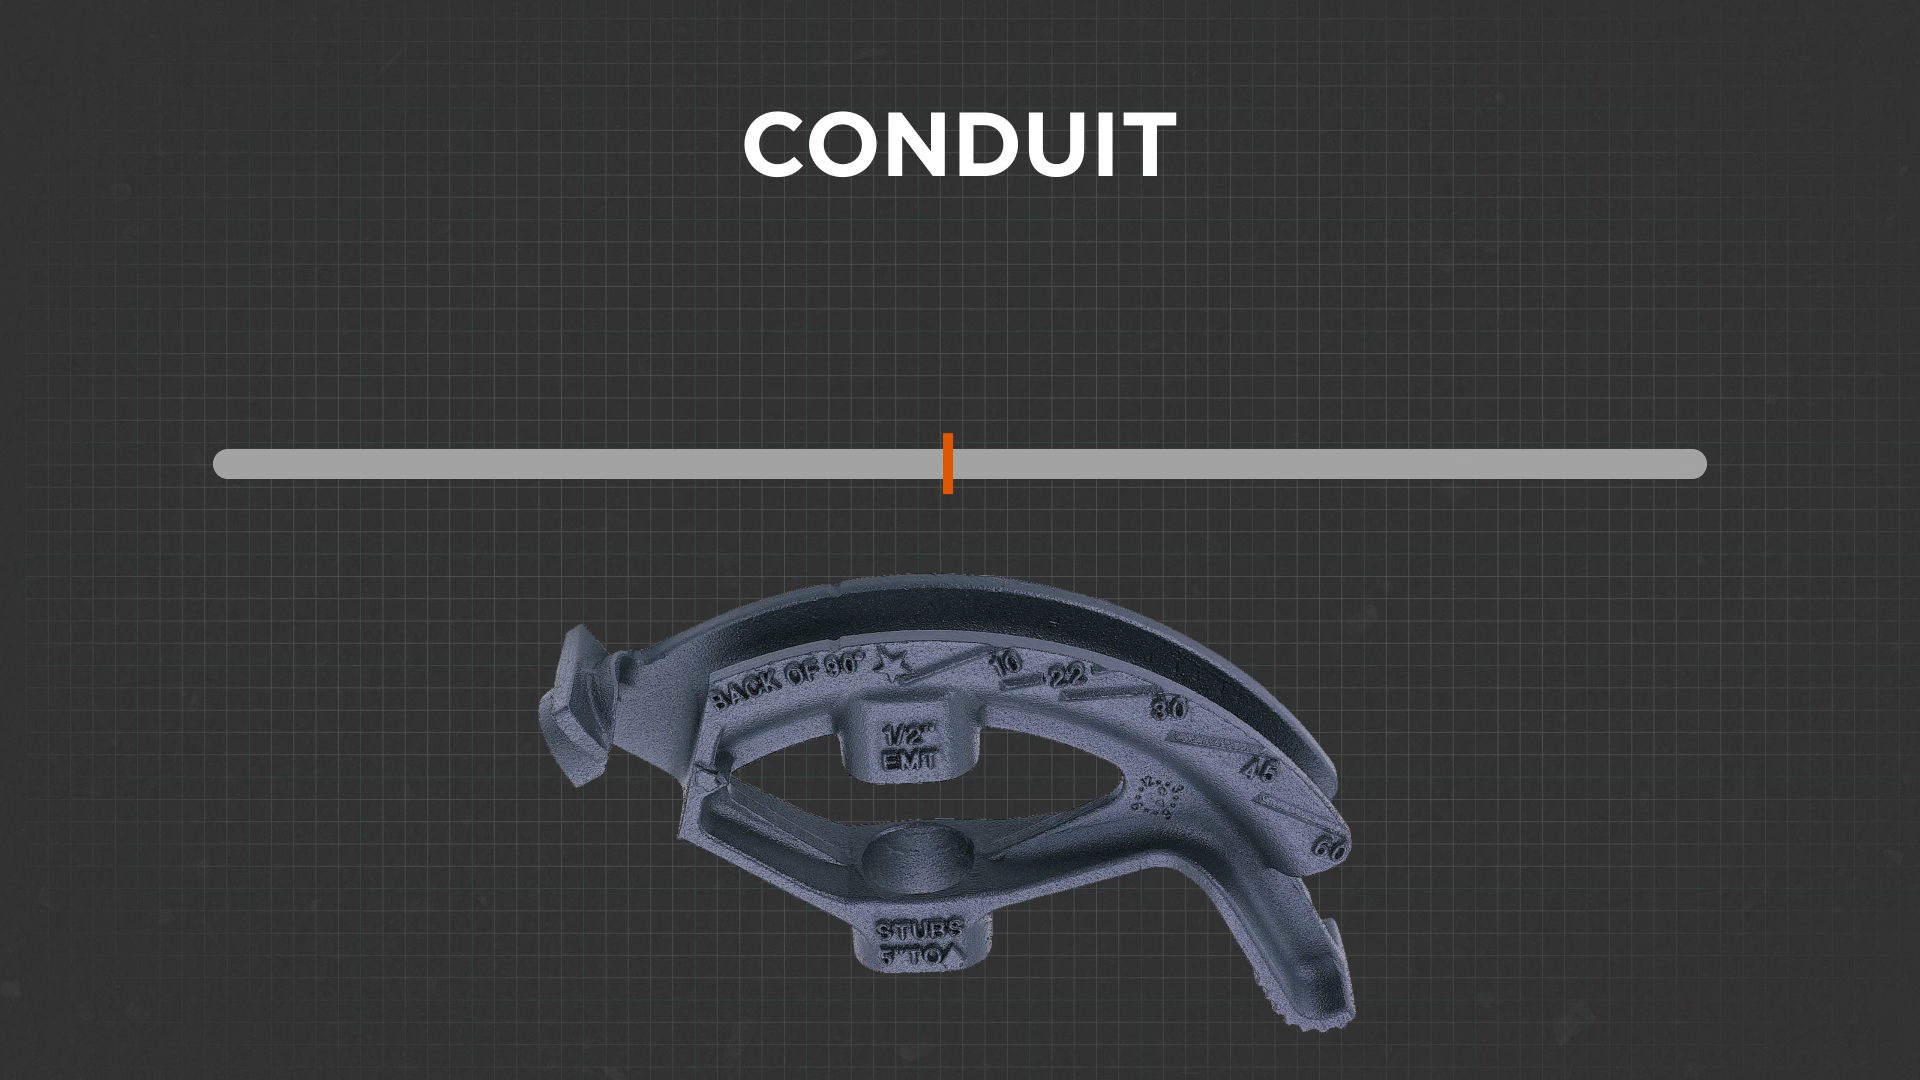 CONDUIT
BACK OF 90°
10
22
30
45
60
1/2"
EMT
STUBS
5" TO